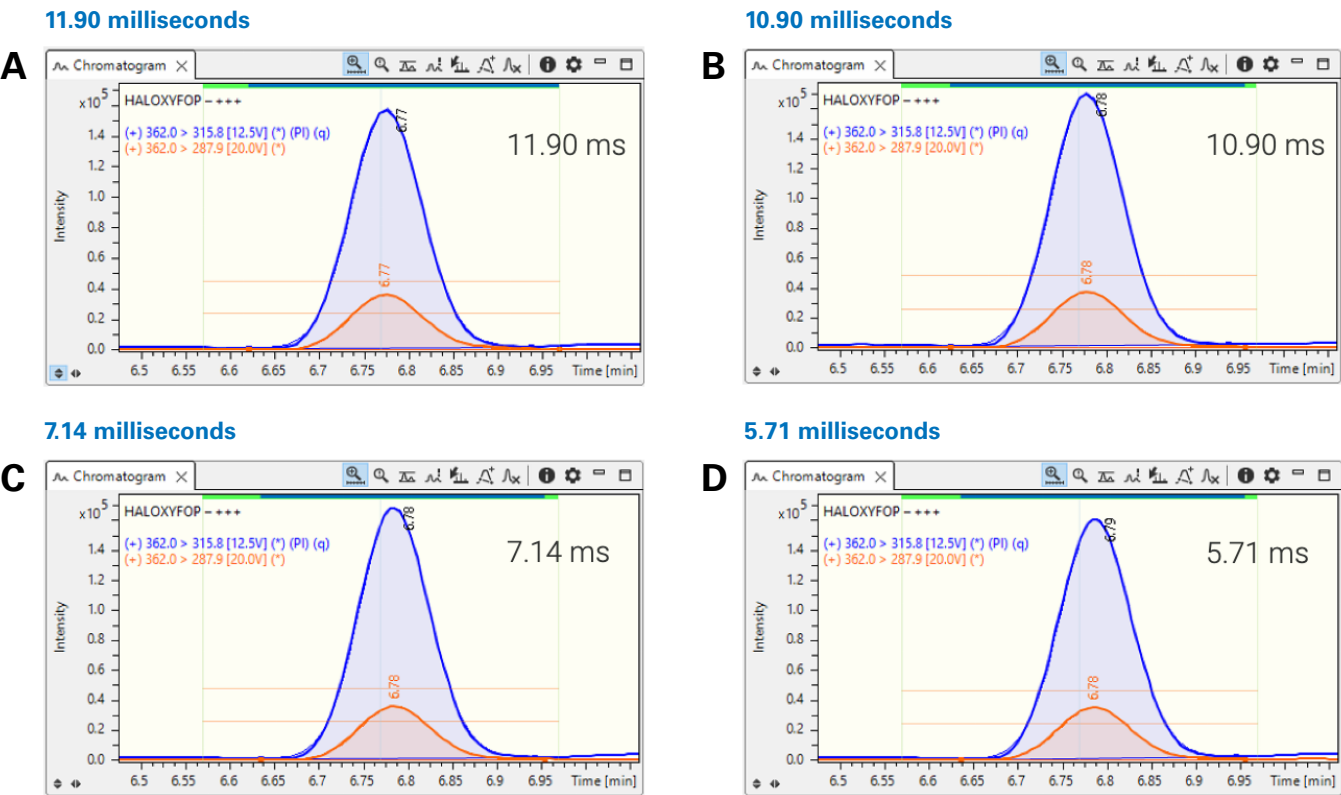 11.90 milliseconds
A
Chromatogram
x10^5
HALOXYFOP – + + +
(+) 362.0 > 315.8 [12.5V] (*) (PI) (q)
(+) 362.0 > 287.9 [20.0V] (*)
11.90 ms
6.77
6.77
Intensity
1.4
1.2
1.0
0.8
0.6
0.4
0.2
0.0
6.5 6.55 6.6 6.65 6.7 6.75 6.8 6.85 6.9 6.95 Time [min]
10.90 milliseconds
B
Chromatogram
x10^5
HALOXYFOP – + + +
(+) 362.0 > 315.8 [12.5V] (*) (PI) (q)
(+) 362.0 > 287.9 [20.0V] (*)
10.90 ms
6.78
6.78
Intensity
1.4
1.2
1.0
0.8
0.6
0.4
0.2
0.0
6.5 6.55 6.6 6.65 6.7 6.75 6.8 6.85 6.9 6.95 Time [min]
7.14 milliseconds
C
Chromatogram
x10^5
HALOXYFOP – + + +
(+) 362.0 > 315.8 [12.5V] (*) (PI) (q)
(+) 362.0 > 287.9 [20.0V] (*)
7.14 ms
6.78
6.78
Intensity
1.4
1.2
1.0
0.8
0.6
0.4
0.2
0.0
6.5 6.55 6.6 6.65 6.7 6.75 6.8 6.85 6.9 6.95 Time [min]
5.71 milliseconds
D
Chromatogram
x10^5
HALOXYFOP – + + +
(+) 362.0 > 315.8 [12.5V] (*) (PI) (q)
(+) 362.0 > 287.9 [20.0V] (*)
5.71 ms
6.79
6.78
Intensity
1.4
1.2
1.0
0.8
0.6
0.4
0.2
0.0
6.5 6.55 6.6 6.65 6.7 6.75 6.8 6.85 6.9 6.95 Time [min]